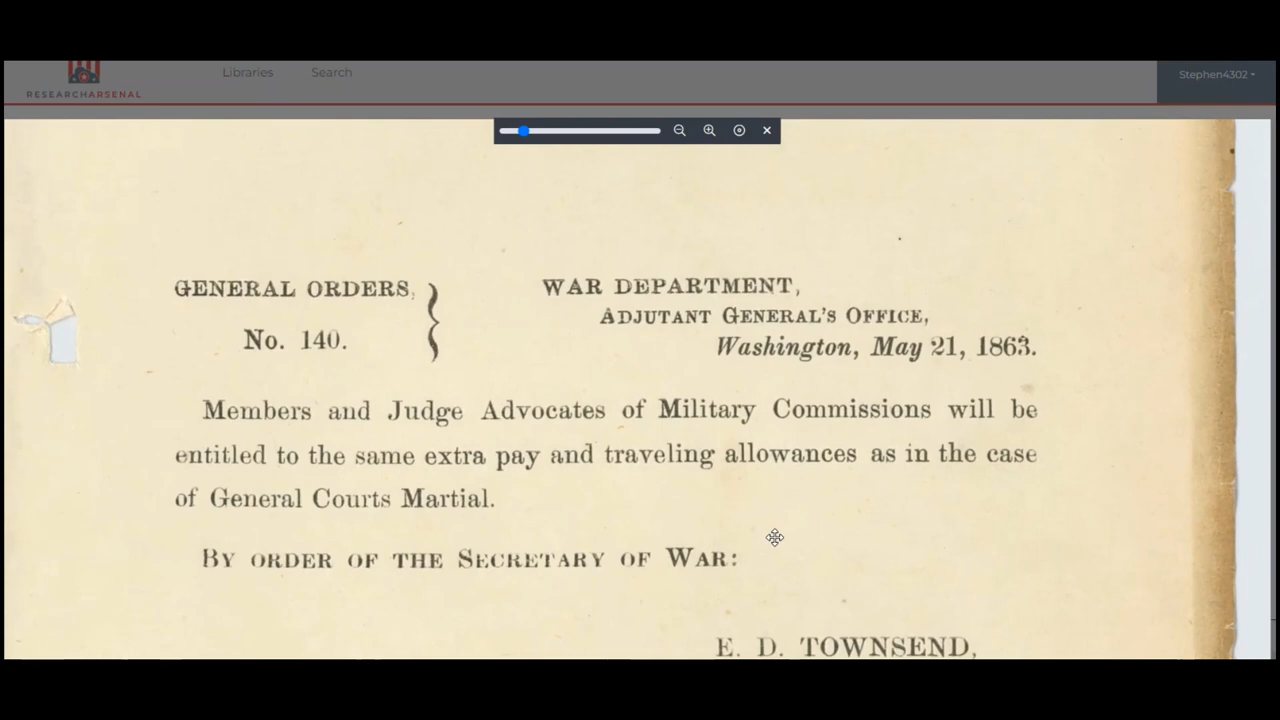 Libraries
Search
Stephen4302
RESEARCHARSENAL
GENERAL ORDERS,
No. 140.
WAR DEPARTMENT,
ADJUTANT GENERAL'S OFFICE,
Washington, May 21, 1863.
Members and Judge Advocates of Military Commissions will be
entitled to the same extra pay and traveling allowances as in the case
of General Courts Martial.
BY ORDER OF THE SECRETARY OF WAR:
E. D. TOWNSEND,